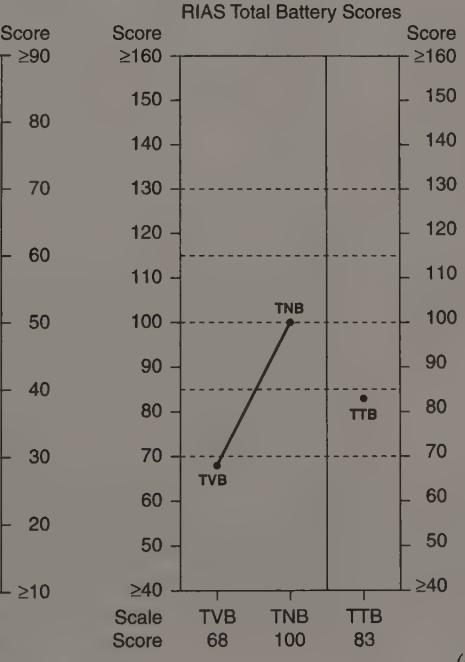 RIAS Total Battery Scores
Score Score Score
≥90 ≥160 ≥160
150 150
80 140 140
70 130 130
120 120
60 110 110
TNB
50 100 100
90 90
40 80 80
TTB
30 70 70
TVB
60 60
20 50 50
≥10 ≥40 ≥40
Scale TVB TNB TTB
Score 68 100 83